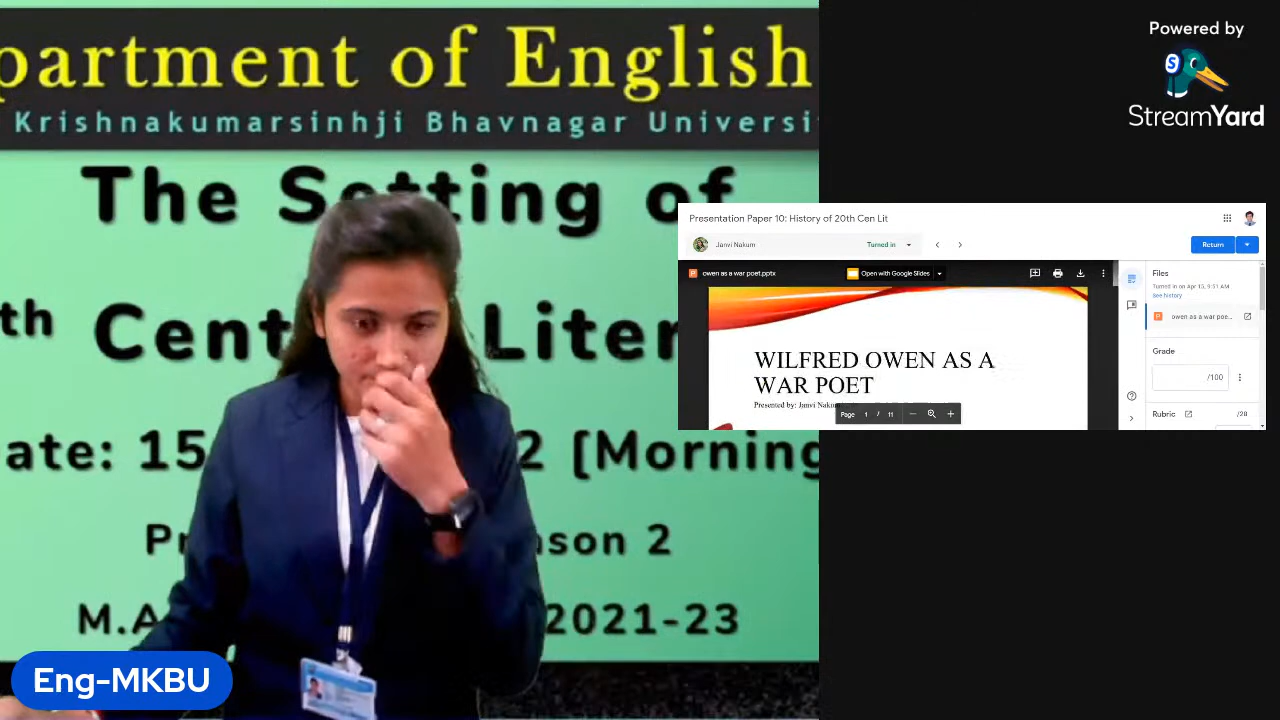 partment of English
Krishnakumarsinhji Bhavnagar Universi
The Setting of
th Cent Liter
ate: 15 2 [Morning
Pr ason 2
M.A 2021-23
Eng-MKBU
Powered by
StreamYard
Presentation Paper 10: History of 20th Cen Lit
Janvi Nakum
Turned in
Return
owen as a war poet.pptx
Open with Google Slides
WILFRED OWEN AS A
WAR POET
Presented by: Janvi Nakum
Page 1 / 11
Files
Turned in on Apr 13, 9:51 AM
See history
owen as a war poe...
Grade
/100
Rubric
/28